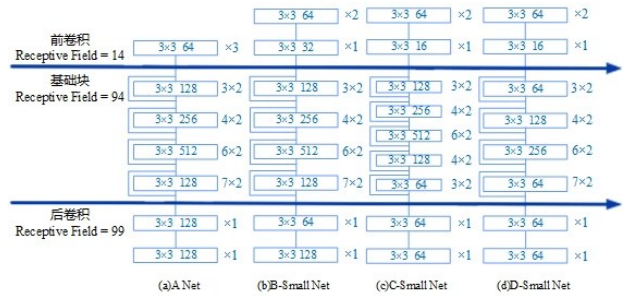 3×3 64 ×2 3×3 64 ×2 3×3 64 ×2
前卷积
Receptive Field = 14 3×3 64 ×3 3×3 32 ×1 3×3 16 ×1 3×3 16 ×1
基础块
Receptive Field = 94
3×3 128 3×2 3×3 128 3×2 3×3 128 3×2 3×3 64 3×2
3×3 256 4×2 3×3 256 4×2 3×3 256 4×2 3×3 128 4×2
3×3 512 6×2 3×3 512 6×2 3×3 512 6×2 3×3 256 6×2
3×3 128 4×2
3×3 128 7×2 3×3 128 7×2 3×3 64 3×2 3×3 64 7×2
后卷积
Receptive Field = 99
3×3 128 ×1 3×3 64 ×1 3×3 64 ×1 3×3 64 ×1
3×3 128 ×1 3×3 128 ×1 3×3 64 ×1 3×3 64 ×1
(a)A Net (b)B-Small Net (c)C-Small Net (d)D-Small Net